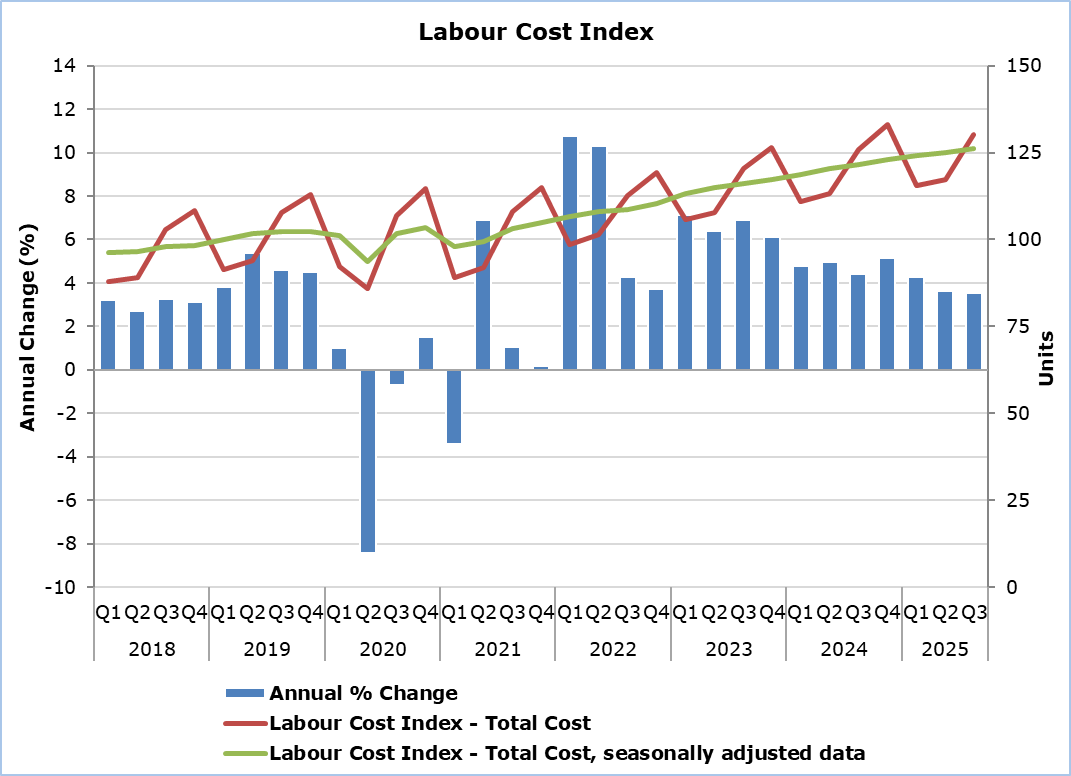 Labour Cost Index
14 150
12
10 125
8
6 100
4
2 75
0
-2 50
-4
-6 25
-8
-10 0
Annual Change (%)
Units
Q1 Q2 Q3 Q4 Q1 Q2 Q3 Q4 Q1 Q2 Q3 Q4 Q1 Q2 Q3 Q4 Q1 Q2 Q3 Q4 Q1 Q2 Q3 Q4 Q1 Q2 Q3 Q4 Q1 Q2 Q3
2018 2019 2020 2021 2022 2023 2024 2025
Annual % Change
Labour Cost Index - Total Cost
Labour Cost Index - Total Cost, seasonally adjusted data